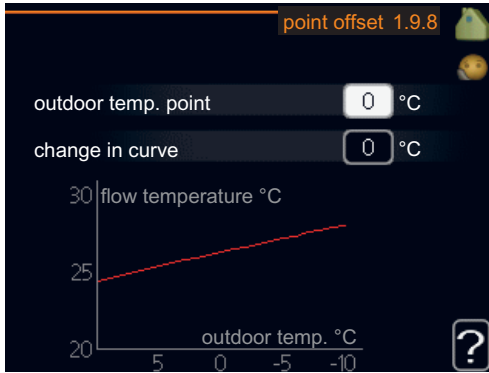 point offset 1.9.8
outdoor temp. point 0 °C
change in curve 0 °C
30 flow temperature °C
25
outdoor temp. °C
20
5 0 -5 -10
?